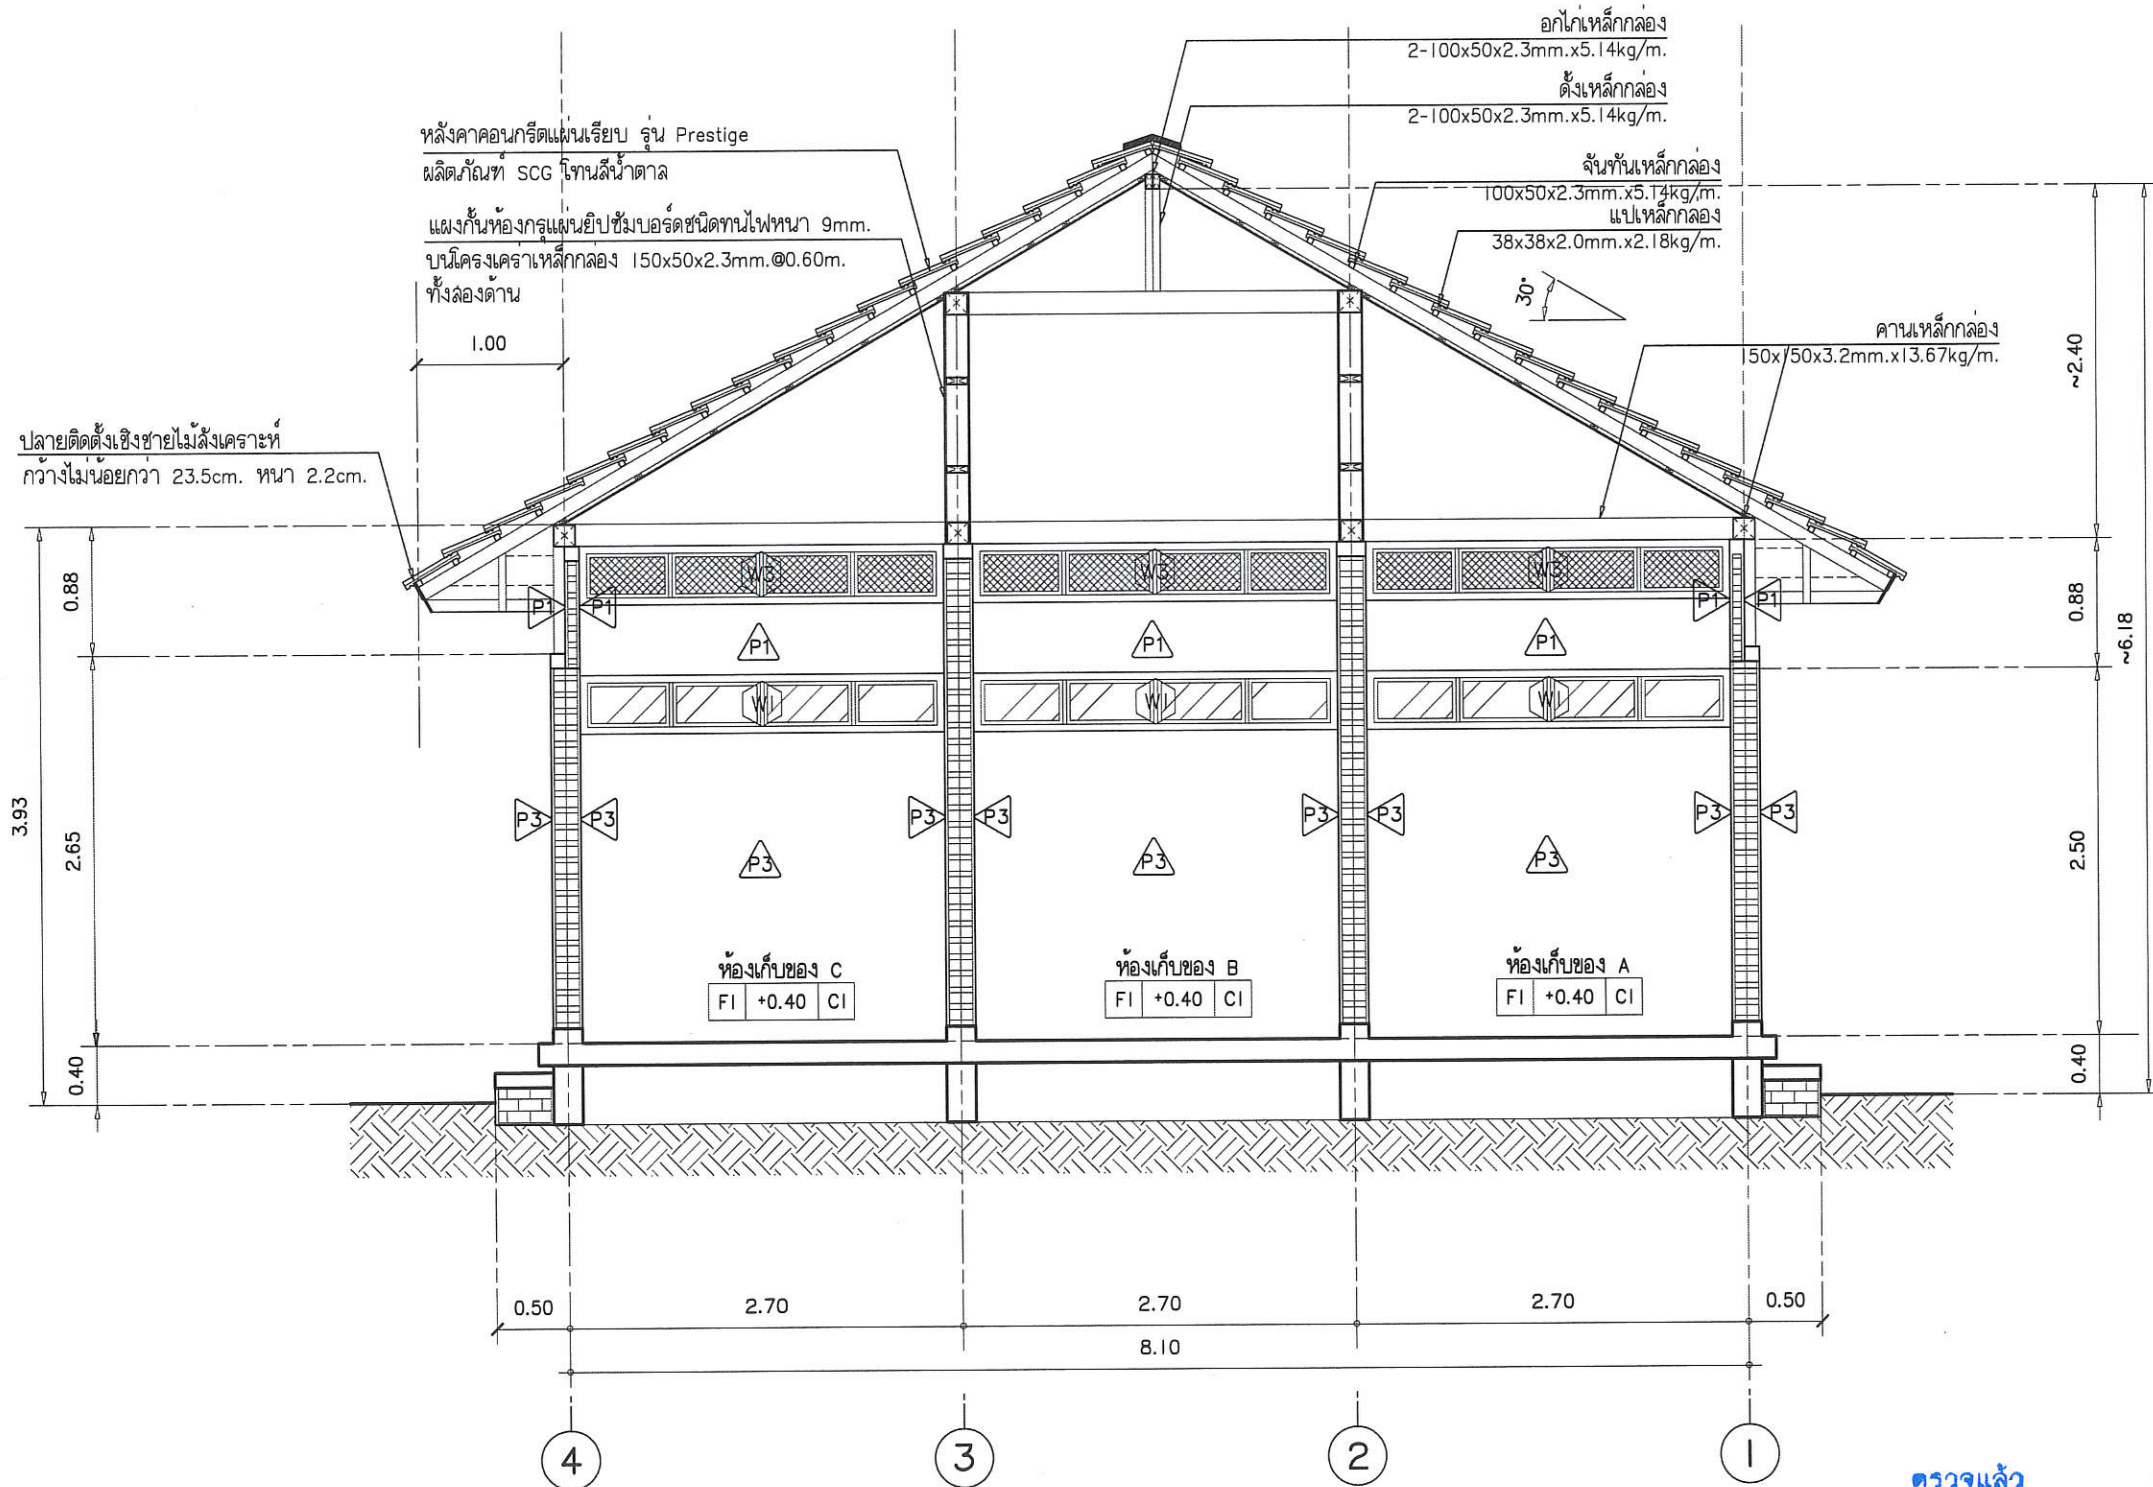 อกไก่เหล็กกล่อง
2-100x50x2.3mm.x5.14kg/m.
ดั้งเหล็กกล่อง
2-100x50x2.3mm.x5.14kg/m.
หลังคาคอนกรีตแผ่นเรียบ รุ่น Prestige
ผลิตภัณฑ์ SCG โทนสีน้ำตาล
จันทันเหล็กกล่อง
100x50x2.3mm.x5.14kg/m.
แผงกั้นห้องกรุแผ่นยิปซั่มบอร์ดชนิดทนไฟหนา 9mm.
บนโครงเคร่าเหล็กกล่อง 150x50x2.3mm.@0.60m.
ทั้งสองด้าน
แปเหล็กกล่อง
38x38x2.0mm.x2.18kg/m.
30°
คานเหล็กกล่อง
150x150x3.2mm.x13.67kg/m.
1.00
~2.40
ปลายติดตั้งเชิงชายไม้สังเคราะห์
กว้างไม่น้อยกว่า 23.5cm. หนา 2.2cm.
W3 W3 W3
0.88
P1 P1 P1 P1
0.88
~6.18
P1 P1 P1
W1 W1 W1
3.93
2.65
P3 P3 P3 P3 P3 P3 P3 P3
2.50
P3 P3 P3
ห้องเก็บของ C
F1 +0.40 C1
ห้องเก็บของ B
F1 +0.40 C1
ห้องเก็บของ A
F1 +0.40 C1
0.40
0.40
0.50 2.70 2.70 2.70 0.50
8.10
4 3 2 1
ตรวจแล้ว